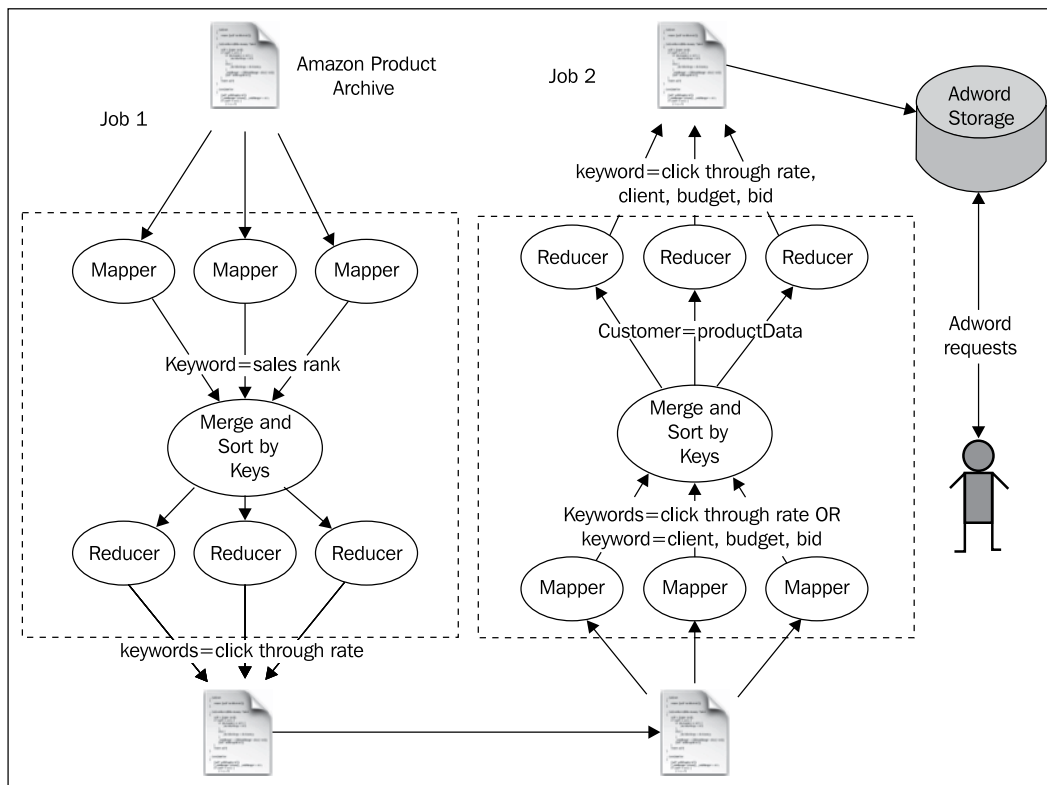 Amazon Product
Archive
Job 1
Mapper
Mapper
Mapper
Keyword=sales rank
Merge and
Sort by
Keys
Reducer
Reducer
Reducer
keywords=click through rate
Job 2
keyword=click through rate,
client, budget, bid
Reducer
Reducer
Reducer
Customer=productData
Merge and
Sort by
Keys
Keywords=click through rate OR
keyword=client, budget, bid
Mapper
Mapper
Mapper
Adword
Storage
Adword
requests